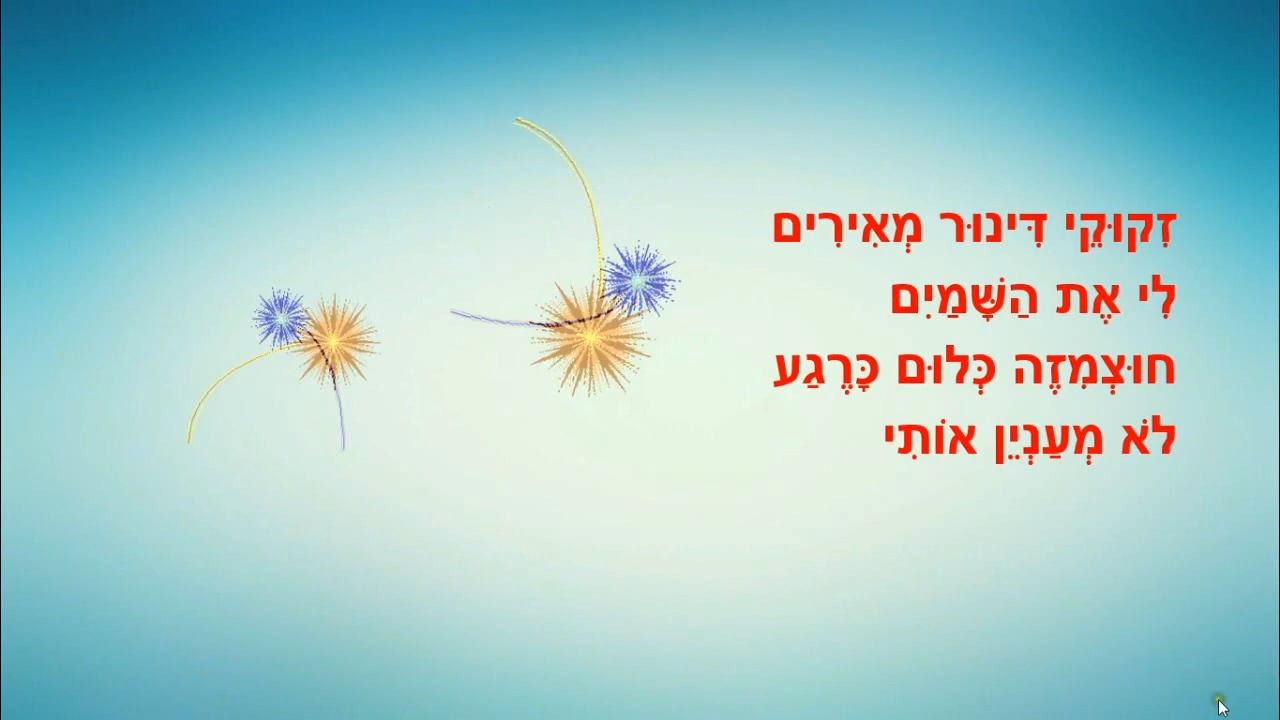 זִקוּקֵי דִּינוּר מְאִירִים
לִי אֶת הַשָּׁמַיִם
חוּצְמִזֶה כְּלוּם כָּרֶגַע
לֹא מְעַנְיֵן אוֹתִי